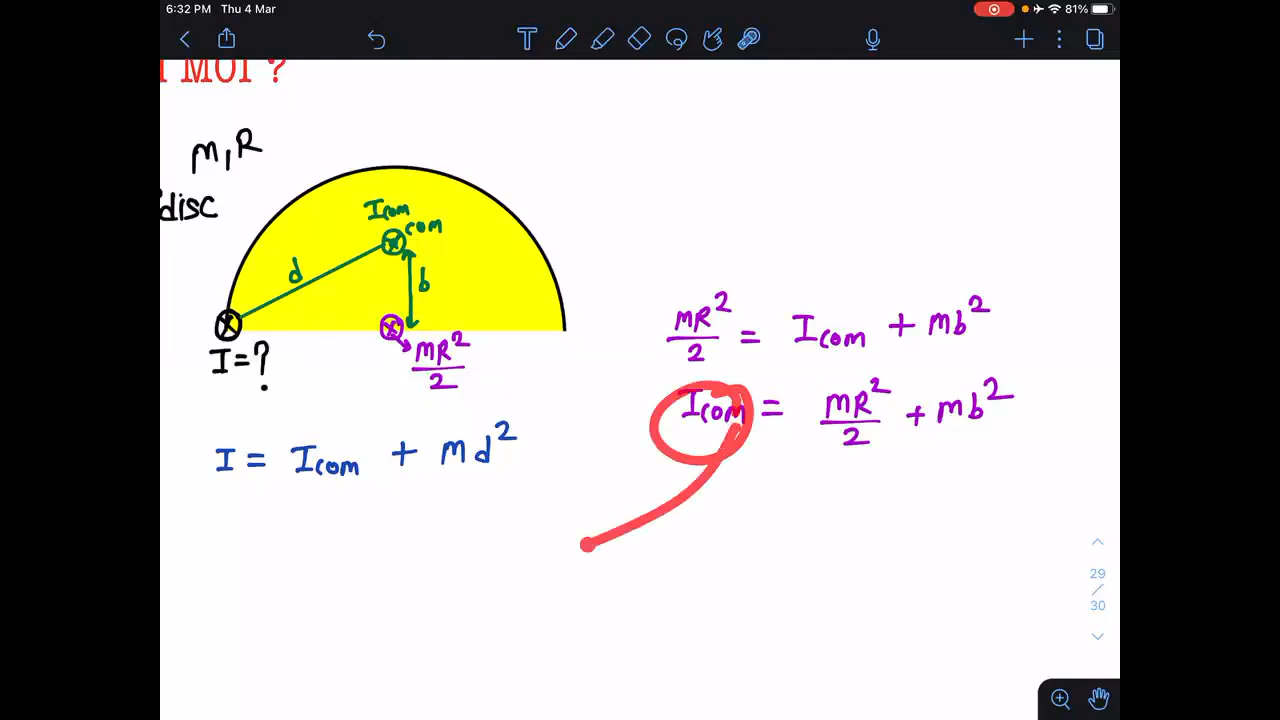 6:32 PM Thu 4 Mar
81%
MOI ?
M, R
disc
Icom
com
d
b
I = ?
MR²/2
I = Icom + Md²
MR²/2 = Icom + Mb²
Icom = MR²/2 + Mb²
29
/
30